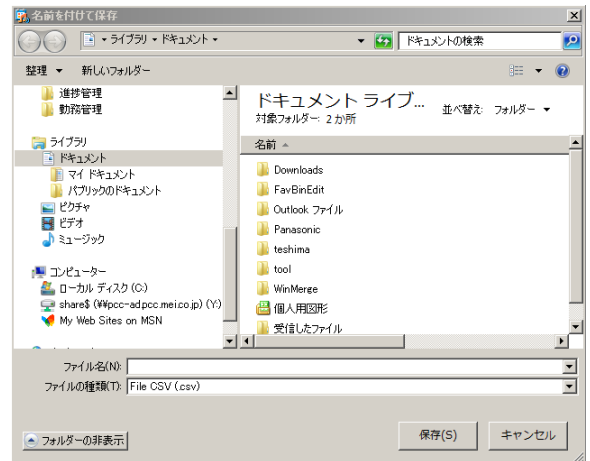 名前を付けて保存
ライブラリ ▾ ドキュメント ▾
ドキュメントの検索
整理 ▼ 新しいフォルダー
進捗管理
勤務管理
ライブラリ
ドキュメント
マイ ドキュメント
パブリックのドキュメント
ピクチャ
ビデオ
ミュージック
コンピューター
ローカル ディスク (C:)
share$ (¥¥pcc-adpcc.mei.co.jp) (Y:)
My Web Sites on MSN
ドキュメント ライブ...
対象フォルダー: 2 か所
並べ替え: フォルダー ▼
名前
Downloads
FavBinEdit
Outlook ファイル
Panasonic
teshima
tool
WinMerge
個人用図形
受信したファイル
ファイル名(N):
ファイルの種類(T): File CSV (.csv)
フォルダーの非表示
保存(S)
キャンセル